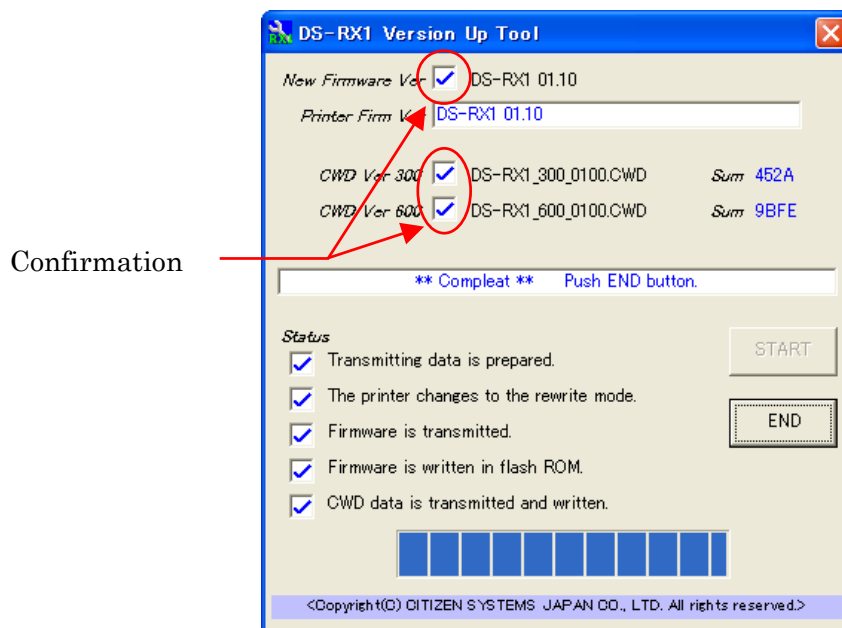 DS-RX1 Version Up Tool
New Firmware Ver DS-RX1 01.10
Printer Firm Ver DS-RX1 01.10
CWD Ver 300 DS-RX1_300_0100.CWD Sum 452A
CWD Ver 600 DS-RX1_600_0100.CWD Sum 9BFE
Confirmation
** Compleat ** Push END button.
Status
START
Transmitting data is prepared.
The printer changes to the rewrite mode.
END
Firmware is transmitted.
Firmware is written in flash ROM.
CWD data is transmitted and written.
<Copyright(C) CITIZEN SYSTEMS JAPAN CO., LTD. All rights reserved.>